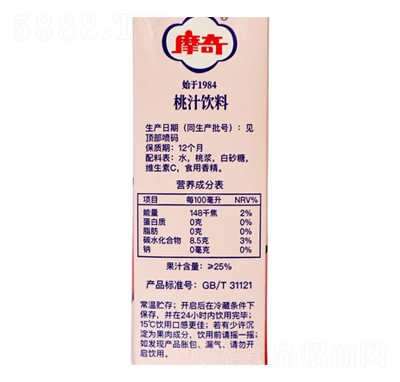 摩奇
®
始于1984
桃汁饮料
生产日期（同生产批号）：见
顶部喷码
保质期：12个月
配料表：水，桃浆，白砂糖，
维生素C，食用香精。
营养成分表
项目 每100毫升 NRV%
能量 148千焦 2%
蛋白质 0克 0%
脂肪 0克 0%
碳水化合物 8.5克 3%
钠 0毫克 0%
果汁含量：≥25%
产品标准号：GB/T 31121
常温贮存；开启后在冷藏条件下
保存，并在24小时内饮用完毕；
15℃饮用口感更佳；若有少许沉
淀为果肉成分，饮用前请摇一摇；
如发现产品胀包、漏气，请勿开
启饮用。